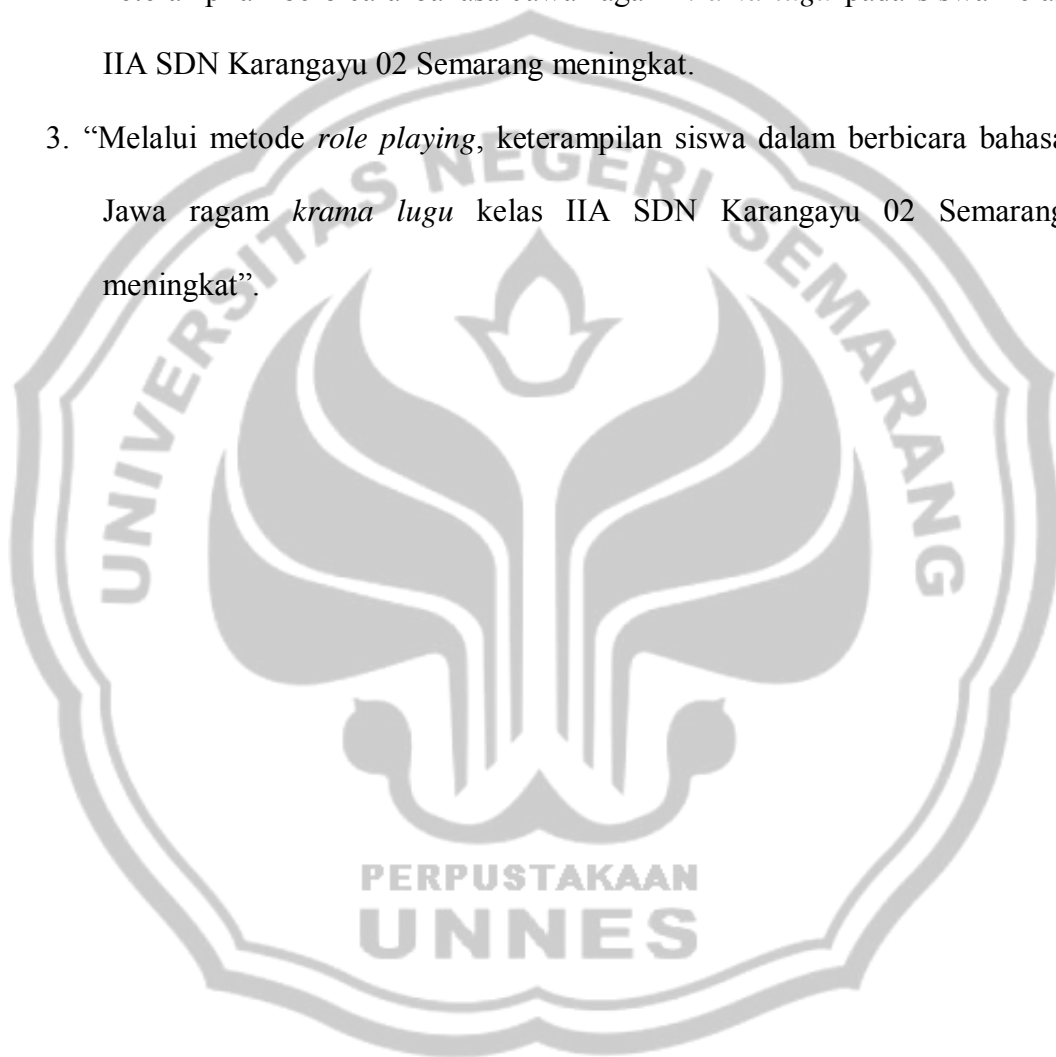 IIA SDN Karangayu 02 Semarang meningkat.
3. “Melalui metode role playing, keterampilan siswa dalam berbicara bahasa
Jawa ragam krama lugu kelas IIA SDN Karangayu 02 Semarang
meningkat”.
UNIVERSITAS NEGERI SEMARANG
PERPUSTAKAAN
UNNES